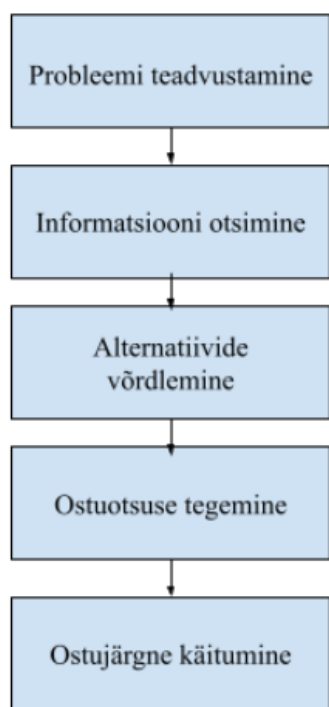 Probleemi teadvustamine
Informatsiooni otsimine
Alternatiivide
võrdlemine
Ostuotsuse tegemine
Ostujärgne käitumine